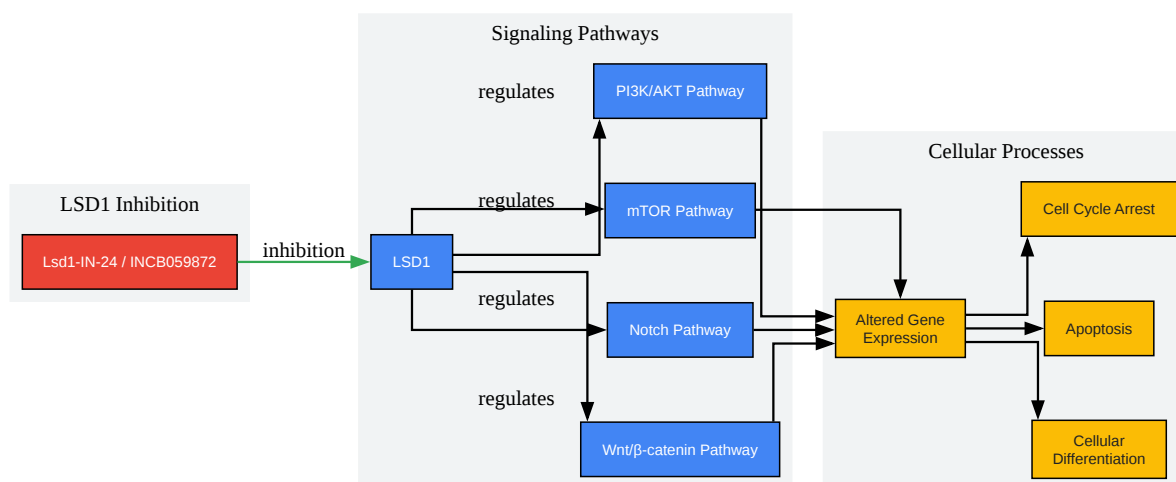 Signaling Pathways
regulates
PI3K/AKT Pathway
Cellular Processes
LSD1 Inhibition
regulates
mTOR Pathway
Cell Cycle Arrest
Lsd1-IN-24 / INCB059872
inhibition
LSD1
regulates
Notch Pathway
Altered Gene
Expression
Apoptosis
regulates
Wnt/β-catenin Pathway
Cellular
Differentiation